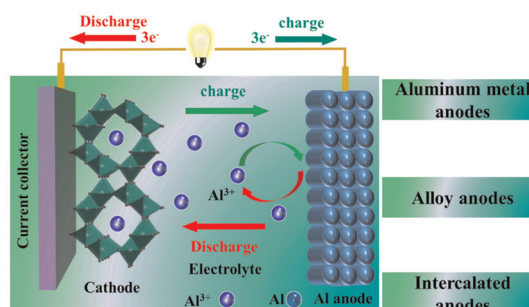 Discharge
3e-
charge
3e-
charge
Aluminum metal
anodes
Current collector
Al3+
Alloy anodes
Discharge
Electrolyte
Cathode
Al3+
Al
Al anode
Intercalated
anodes